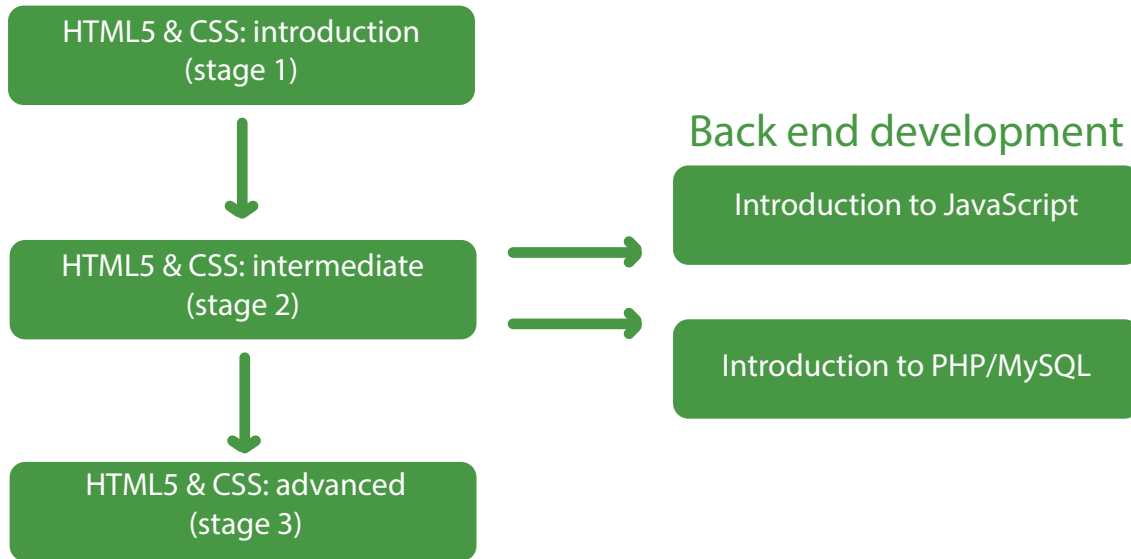 HTML5 & CSS: introduction
(stage 1)
HTML5 & CSS: intermediate
(stage 2)
HTML5 & CSS: advanced
(stage 3)
Back end development
Introduction to JavaScript
Introduction to PHP/MySQL